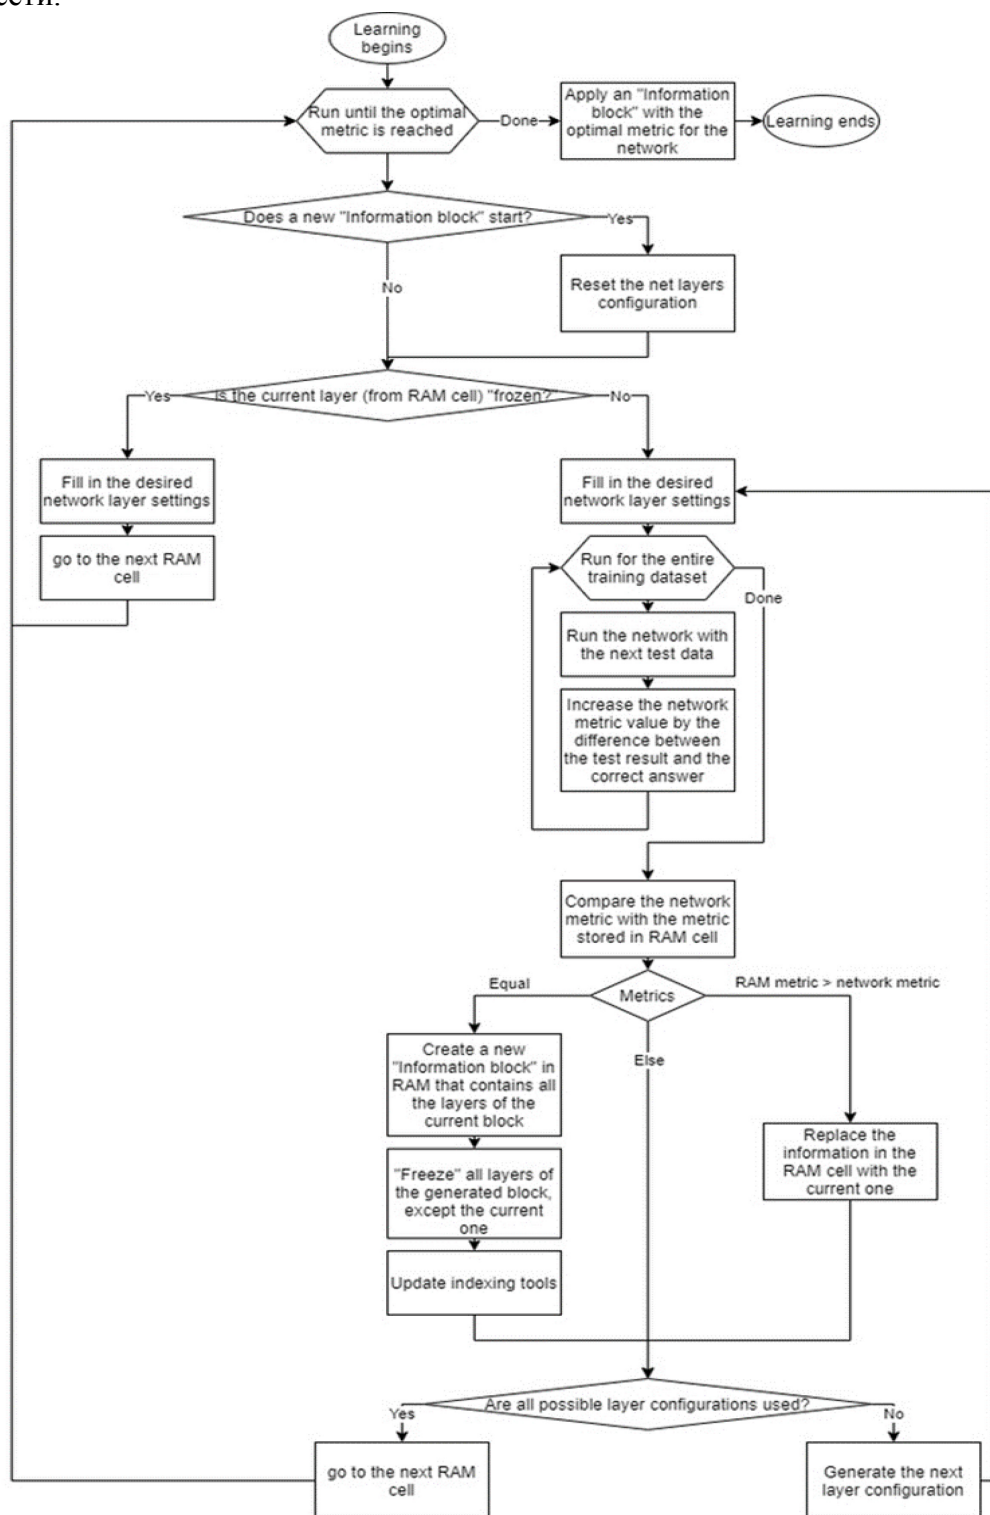 ести.
Learning
begins
Run until the optimal
metric is reached
Done
Apply an "Information
block" with the
optimal metric for the
network
Learning ends
Does a new "Information block" start?
Yes
No
Reset the net layers
configuration
Is the current layer (from RAM cell) "frozen?"
Yes
No
Fill in the desired
network layer settings
go to the next RAM
cell
Fill in the desired
network layer settings
Run for the entire
training dataset
Done
Run the network with
the next test data
Increase the network
metric value by the
difference between
the test result and the
correct answer
Compare the network
metric with the metric
stored in RAM cell
Metrics
Equal
RAM metric > network metric
Else
Create a new
"Information block" in
RAM that contains all
the layers of the
current block
"Freeze" all layers of
the generated block,
except the current
one
Update indexing tools
Replace the
information in the
RAM cell with the
current one
Are all possible layer configurations used?
Yes
No
go to the next RAM
cell
Generate the next
layer configuration